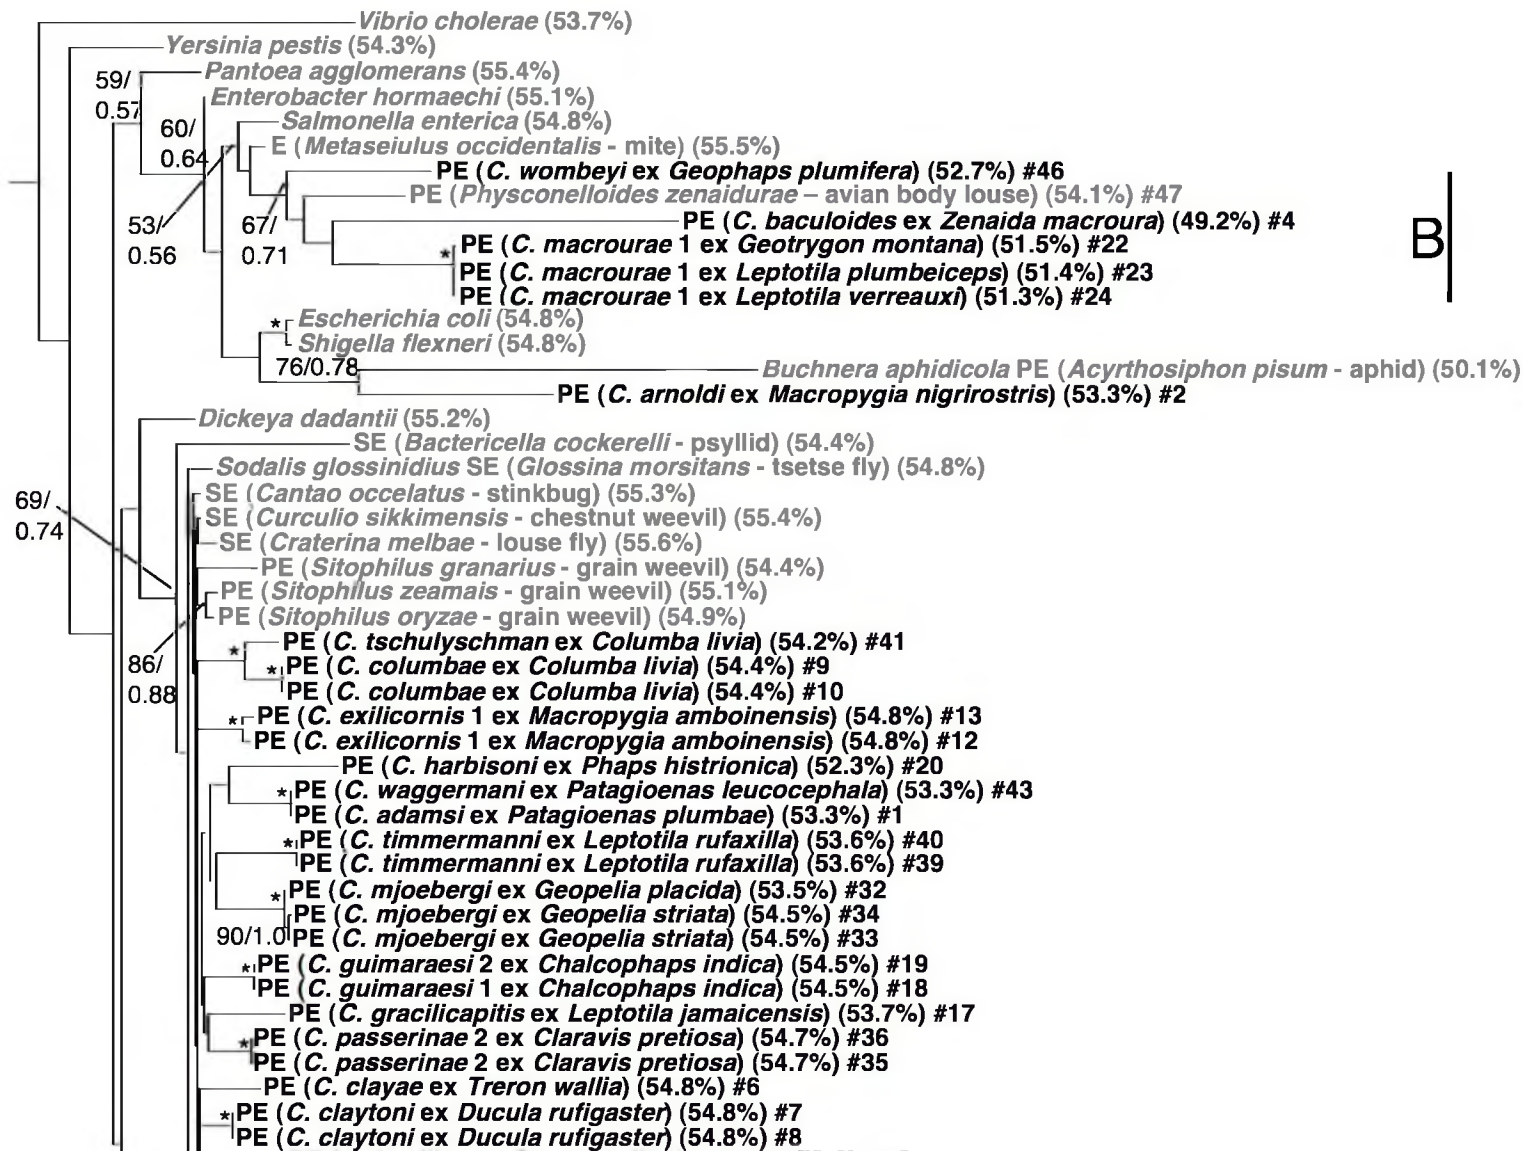 Vibrio cholerae (53.7%)
Yersinia pestis (54.3%)
59/
0.57
Pantoea agglomerans (55.4%)
Enterobacter hormaechi (55.1%)
60/
0.64
Salmonella enterica (54.8%)
E (Metaseiulus occidentalis - mite) (55.5%)
PE (C. wombeyi ex Geophaps plumifera) (52.7%) #46
PE (Physconelloides zenaidurae – avian body louse) (54.1%) #47
53/
0.56
67/
0.71
PE (C. baculoides ex Zenaida macroura) (49.2%) #4
B
* PE (C. macrourae 1 ex Geotrygon montana) (51.5%) #22
PE (C. macrourae 1 ex Leptotila plumbeiceps) (51.4%) #23
PE (C. macrourae 1 ex Leptotila verreauxi) (51.3%) #24
* Escherichia coli (54.8%)
Shigella flexneri (54.8%)
76/0.78
Buchnera aphidicola PE (Acyrthosiphon pisum - aphid) (50.1%)
PE (C. arnoldi ex Macropygia nigrirostris) (53.3%) #2
Dickeya dadantii (55.2%)
SE (Bactericella cockerelli - psyllid) (54.4%)
Sodalis glossinidius SE (Glossina morsitans - tsetse fly) (54.8%)
69/
0.74
SE (Cantao occelatus - stinkbug) (55.3%)
SE (Curculio sikkimensis - chestnut weevil) (55.4%)
SE (Craterina melbae - louse fly) (55.6%)
PE (Sitophilus granarius - grain weevil) (54.4%)
PE (Sitophilus zeamais - grain weevil) (55.1%)
PE (Sitophilus oryzae - grain weevil) (54.9%)
86/
0.88
* PE (C. tschulyschman ex Columba livia) (54.2%) #41
* PE (C. columbae ex Columba livia) (54.4%) #9
PE (C. columbae ex Columba livia) (54.4%) #10
* PE (C. exilicornis 1 ex Macropygia amboinensis) (54.8%) #13
PE (C. exilicornis 1 ex Macropygia amboinensis) (54.8%) #12
PE (C. harbisoni ex Phaps histrionica) (52.3%) #20
* PE (C. waggermani ex Patagioenas leucocephala) (53.3%) #43
PE (C. adamsi ex Patagioenas plumbae) (53.3%) #1
* PE (C. timmermanni ex Leptotila rufaxilla) (53.6%) #40
PE (C. timmermanni ex Leptotila rufaxilla) (53.6%) #39
* PE (C. mjoebergi ex Geopelia placida) (53.5%) #32
PE (C. mjoebergi ex Geopelia striata) (54.5%) #34
90/1.0 PE (C. mjoebergi ex Geopelia striata) (54.5%) #33
* PE (C. guimaraesi 2 ex Chalcophaps indica) (54.5%) #19
PE (C. guimaraesi 1 ex Chalcophaps indica) (54.5%) #18
PE (C. gracilicapitis ex Leptotila jamaicensis) (53.7%) #17
* PE (C. passerinae 2 ex Claravis pretiosa) (54.7%) #36
PE (C. passerinae 2 ex Claravis pretiosa) (54.7%) #35
PE (C. clayae ex Treron wallia) (54.8%) #6
* PE (C. claytoni ex Ducula rufigaster) (54.8%) #7
PE (C. claytoni ex Ducula rufigaster) (54.8%) #8